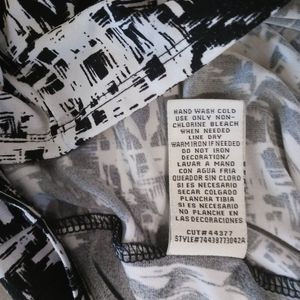 HAND WASH COLD
USE ONLY NON-
CHLORINE BLEACH
WHEN NEEDED
LINE DRY
WARM IRON IF NEEDED
DO NOT IRON
DECORATION/
LAVAR A MANO
CON AGUA FRIA
QUEADOR SIN CLORO
SI ES NECESARIO
SECAR COLGADO
PLANCHA TIBIA
SI ES NECESARIO
NO PLANCHE EN
LAS DECORACIONES
CUT#44377
STYLE#74439773042A